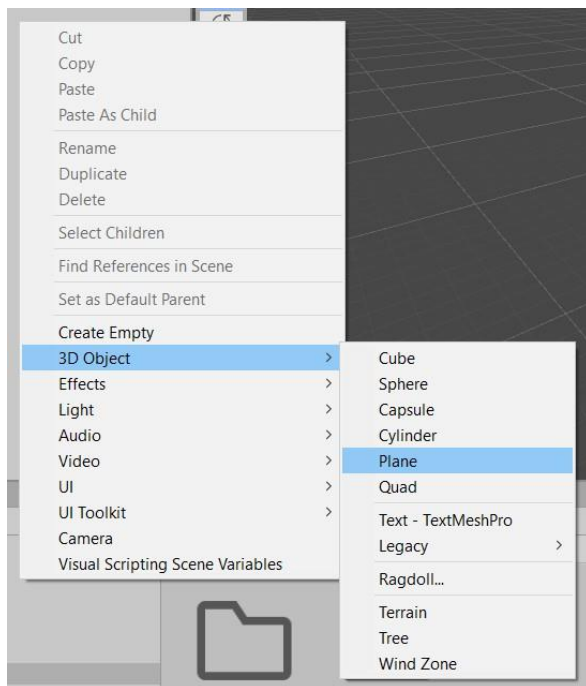 Cut
Copy
Paste
Paste As Child
Rename
Duplicate
Delete
Select Children
Find References in Scene
Set as Default Parent
Create Empty
3D Object
Effects
Light
Audio
Video
UI
UI Toolkit
Camera
Visual Scripting Scene Variables
Cube
Sphere
Capsule
Cylinder
Plane
Quad
Text - TextMeshPro
Legacy
Ragdoll...
Terrain
Tree
Wind Zone